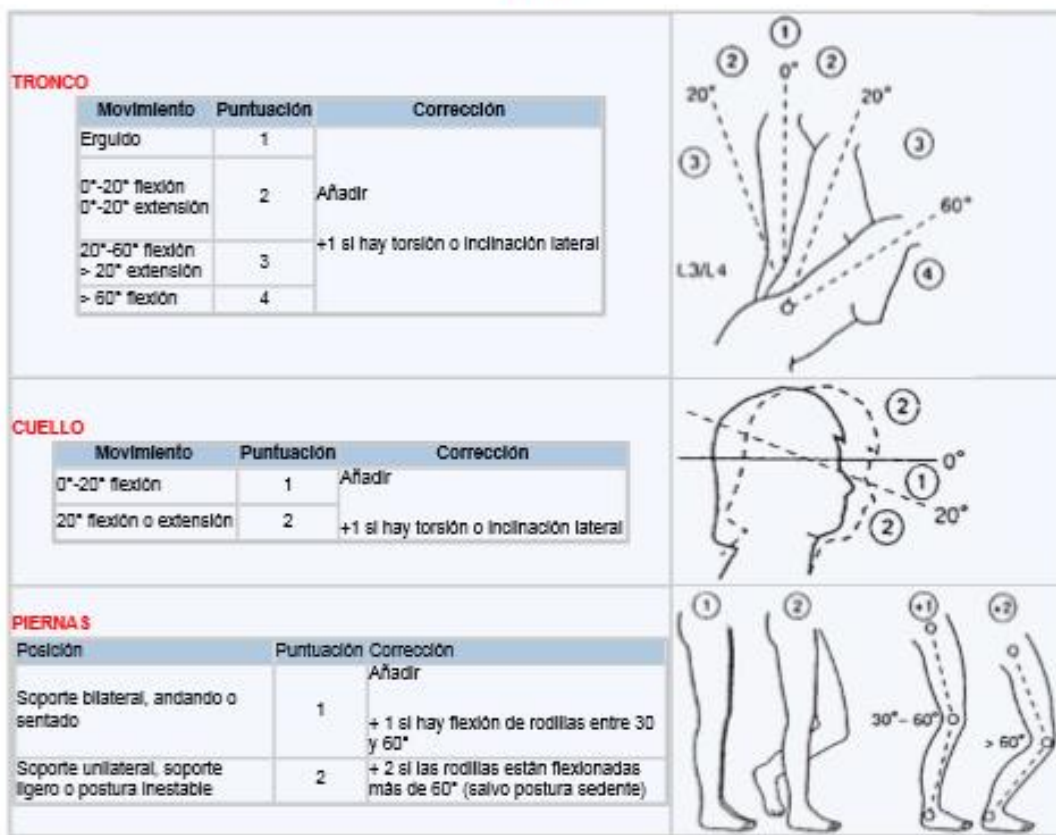 TRONCO
Movimiento Puntuación Corrección
Erguido 1
0°-20° flexión
0°-20° extensión
2
Añadir
+1 si hay torsión o inclinación lateral
20°-60° flexión
> 20° extensión
3
> 60° flexión 4
1
2 0° 2
20° 20°
3 3
60°
L3/L4
4
CUELLO
Movimiento Puntuación Corrección
0°-20° flexión 1
Añadir
20° flexión o extensión 2
+1 si hay torsión o inclinación lateral
2
0°
1
20°
2
PIERNAS
Posición Puntuación Corrección
Soporte bilateral, andando o
sentado
1
Añadir
+ 1 si hay flexión de rodillas entre 30
y 60°
Soporte unilateral, soporte
ligero o postura inestable
2
+ 2 si las rodillas están flexionadas
más de 60° (salvo postura sedente)
1 2 +1 +2
30°- 60°
> 60°